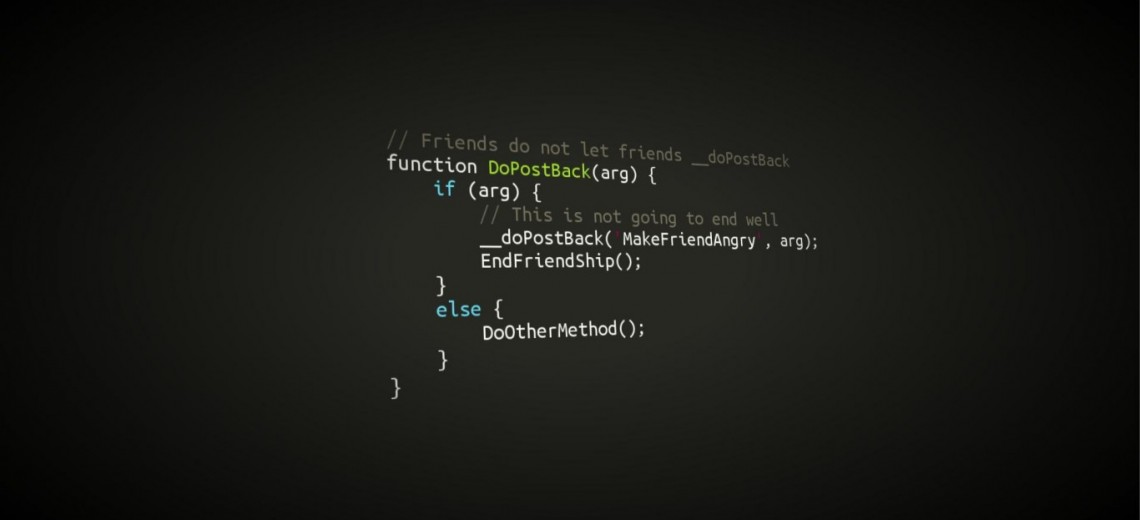 // Friends do not let friends __doPostBack
function DoPostBack(arg) {
    if (arg) {
        // This is not going to end well
        __doPostBack('MakeFriendAngry', arg);
        EndFriendShip();
    }
    else {
        DoOtherMethod();
    }
}